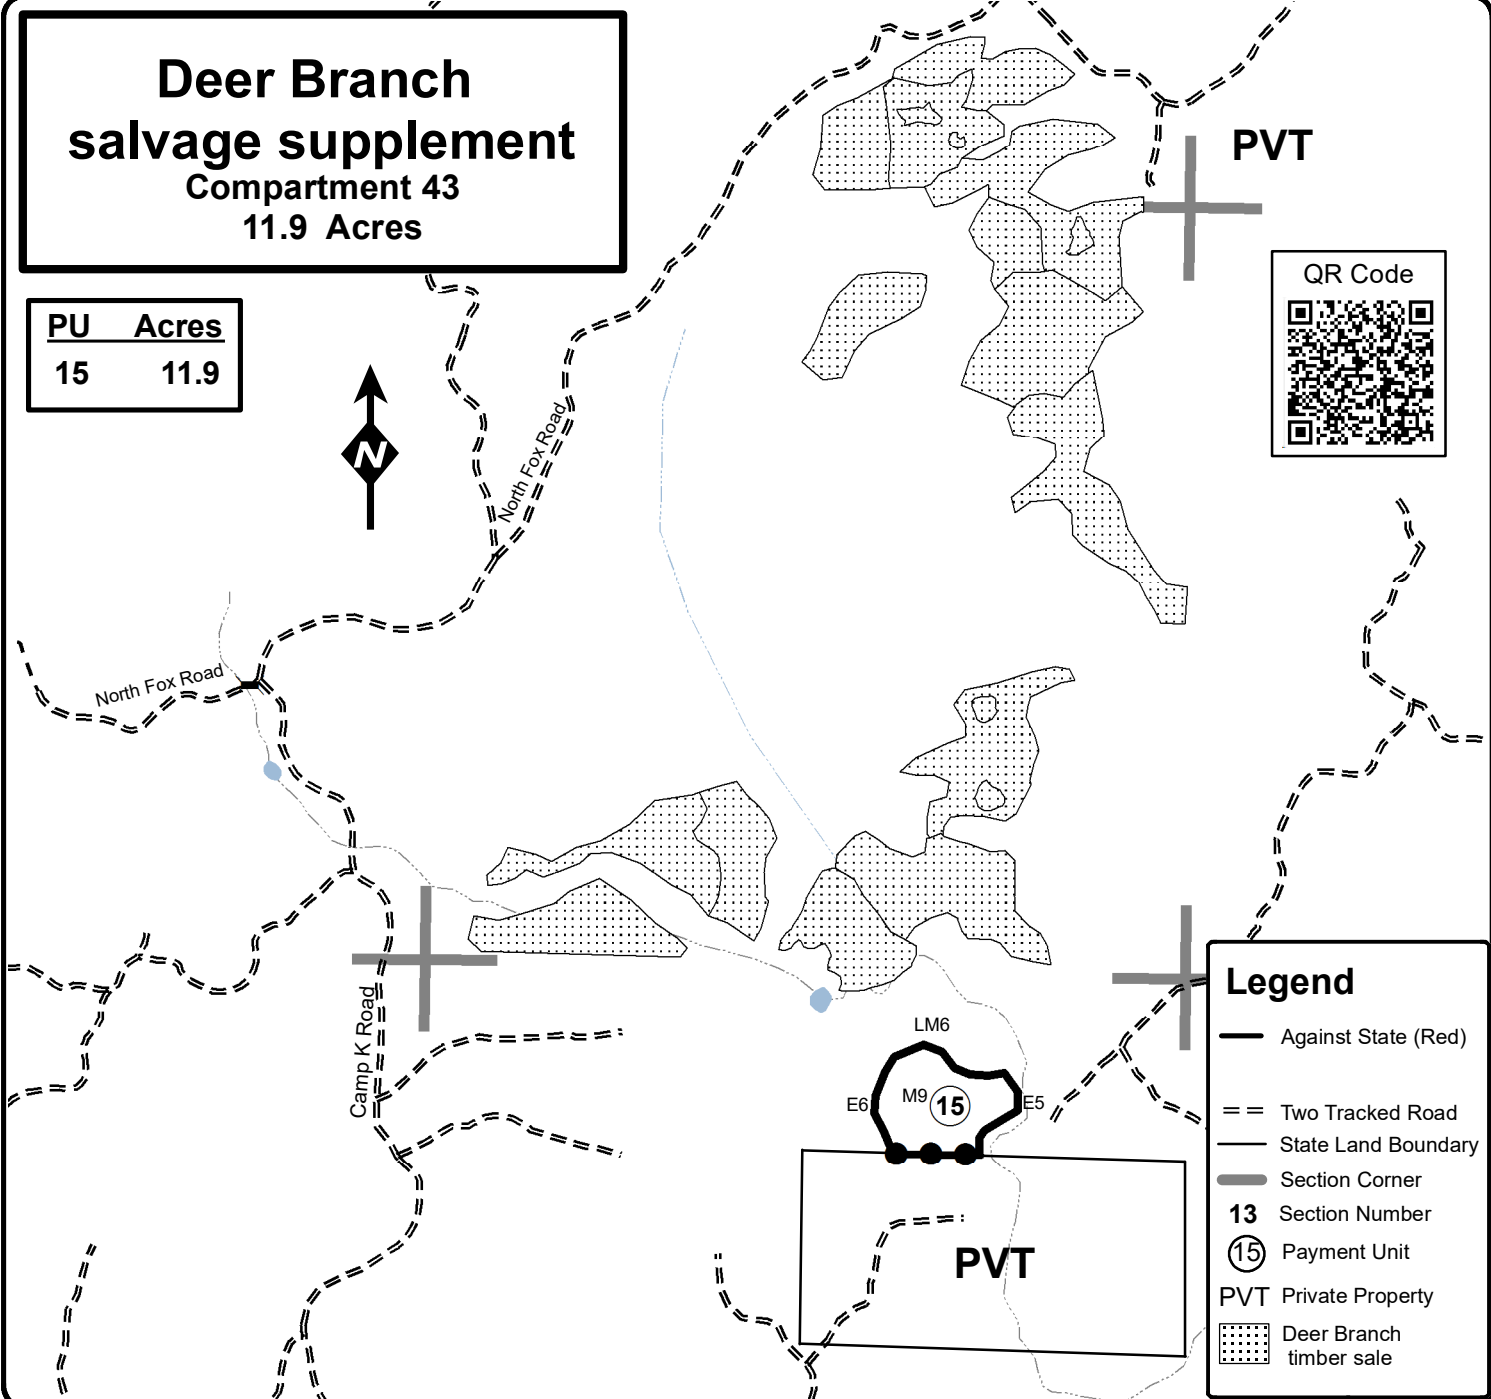 Deer Branch
salvage supplement
Compartment 43
11.9 Acres
PU Acres
15 11.9
N
PVT
QR Code
North Fox Road
North Fox Road
Camp K Road
LM6
E6
M9
15
E5
PVT
Legend
Against State (Red)
Two Tracked Road
State Land Boundary
Section Corner
13 Section Number
15 Payment Unit
PVT Private Property
Deer Branch
timber sale